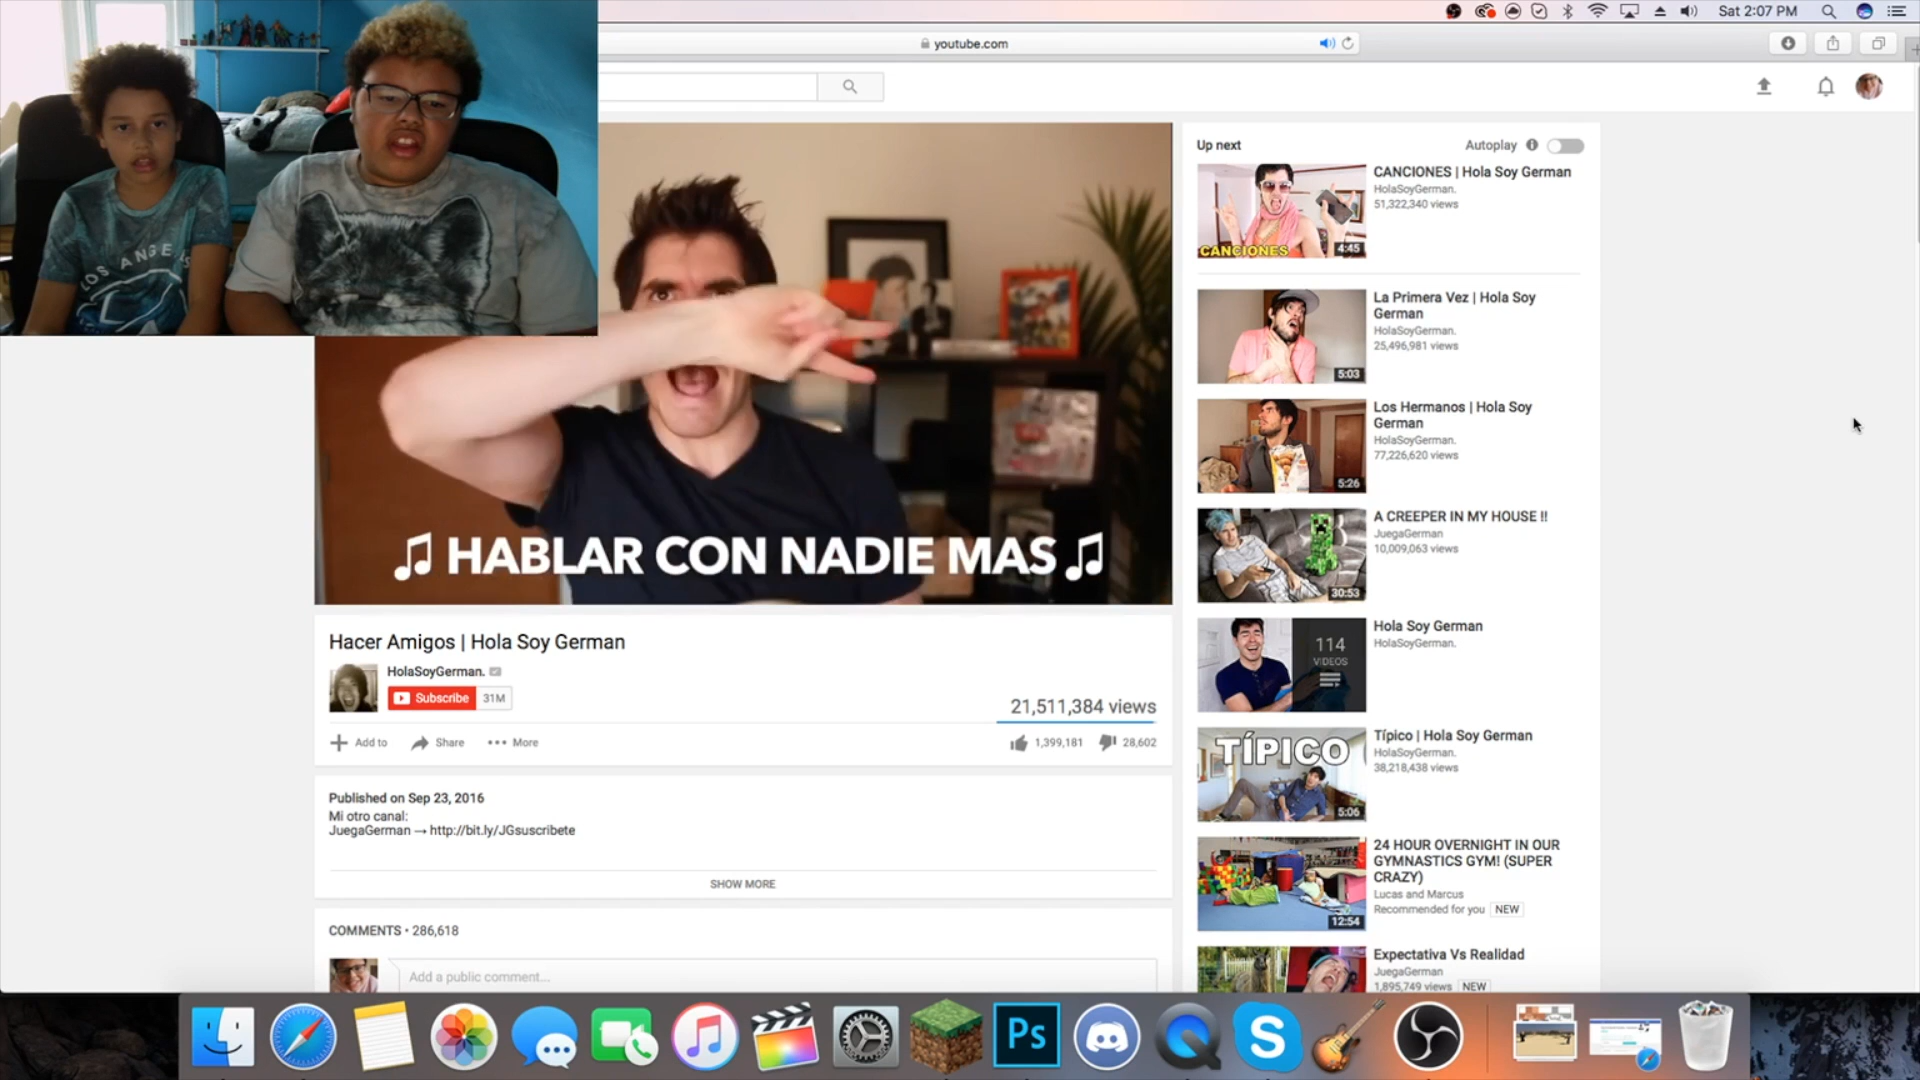 Sat 2:07 PM
youtube.com
LOS ANGE
♫ HABLAR CON NADIE MAS ♫
Hacer Amigos | Hola Soy German
HolaSoyGerman.
Subscribe 31M
21,511,384 views
Add to Share More
1,399,181 28,602
Published on Sep 23, 2016
Mi otro canal:
JuegaGerman → http://bit.ly/JGsuscribete
SHOW MORE
COMMENTS • 286,618
Add a public comment...
Up next
Autoplay
CANCIONES
4:45
CANCIONES | Hola Soy German
HolaSoyGerman.
51,322,340 views
5:03
La Primera Vez | Hola Soy
German
HolaSoyGerman.
25,496,981 views
5:26
Los Hermanos | Hola Soy
German
HolaSoyGerman.
77,226,620 views
30:53
A CREEPER IN MY HOUSE !!
JuegaGerman
10,009,063 views
114
VIDEOS
Hola Soy German
HolaSoyGerman.
TÍPICO
5:06
Típico | Hola Soy German
HolaSoyGerman.
38,218,438 views
12:54
24 HOUR OVERNIGHT IN OUR
GYMNASTICS GYM! (SUPER
CRAZY)
Lucas and Marcus
Recommended for you NEW
Expectativa Vs Realidad
JuegaGerman
1,895,749 views NEW
Ps